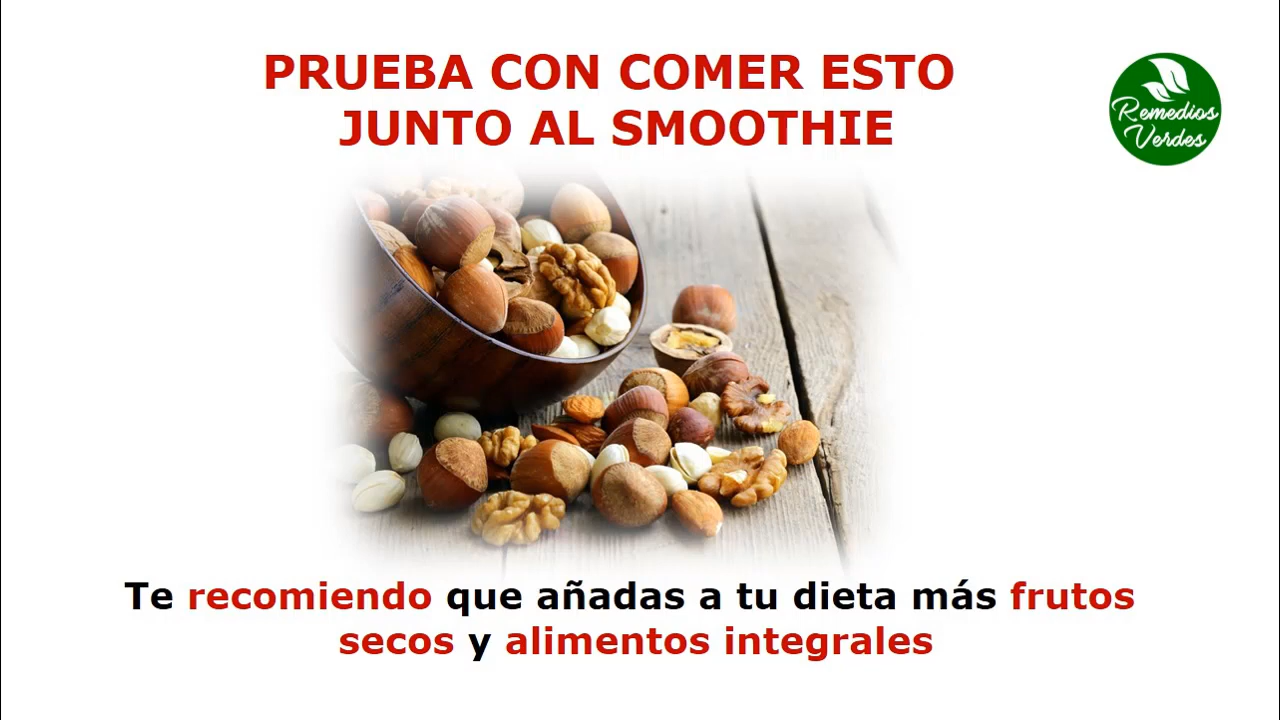 PRUEBA CON COMER ESTO
JUNTO AL SMOOTHIE
Remedios
Verdes
Te recomiendo que añadas a tu dieta más frutos
secos y alimentos integrales